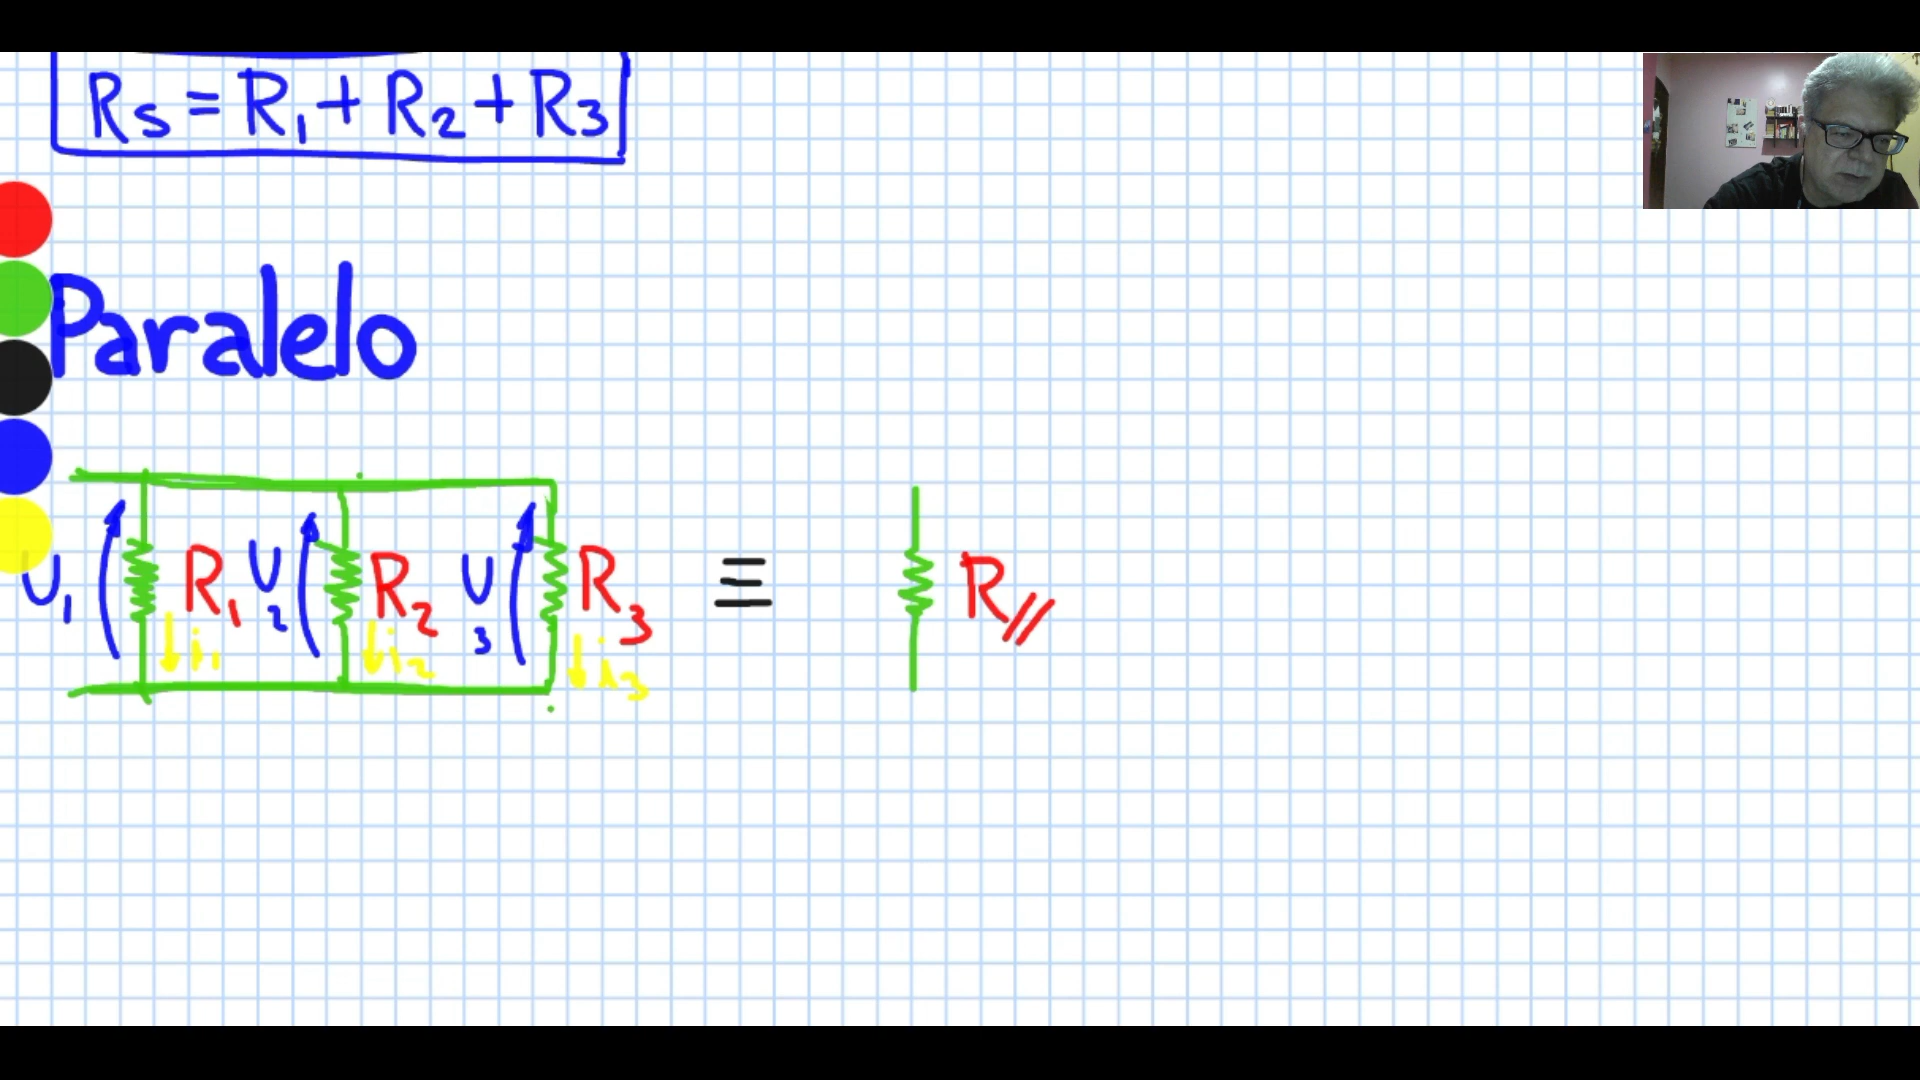 Rs = R1 + R2 + R3
Paralelo
U1 R1 U2 R2 U3 R3 ≡ R//
i1 i2 i3